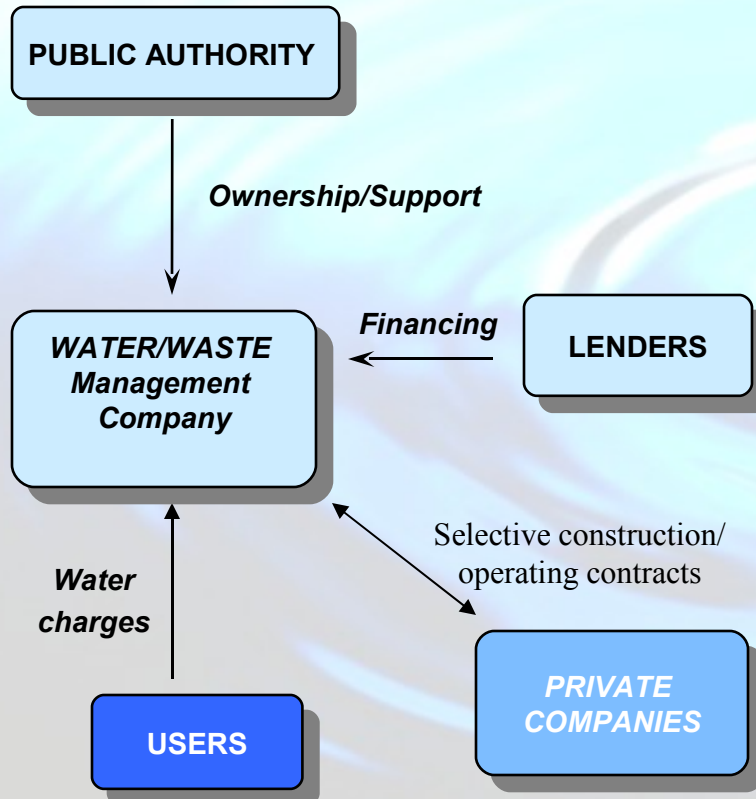 PUBLIC AUTHORITY
Ownership/Support
WATER/WASTE
Management
Company
Financing
LENDERS
Selective construction/
operating contracts
Water
charges
PRIVATE
COMPANIES
USERS